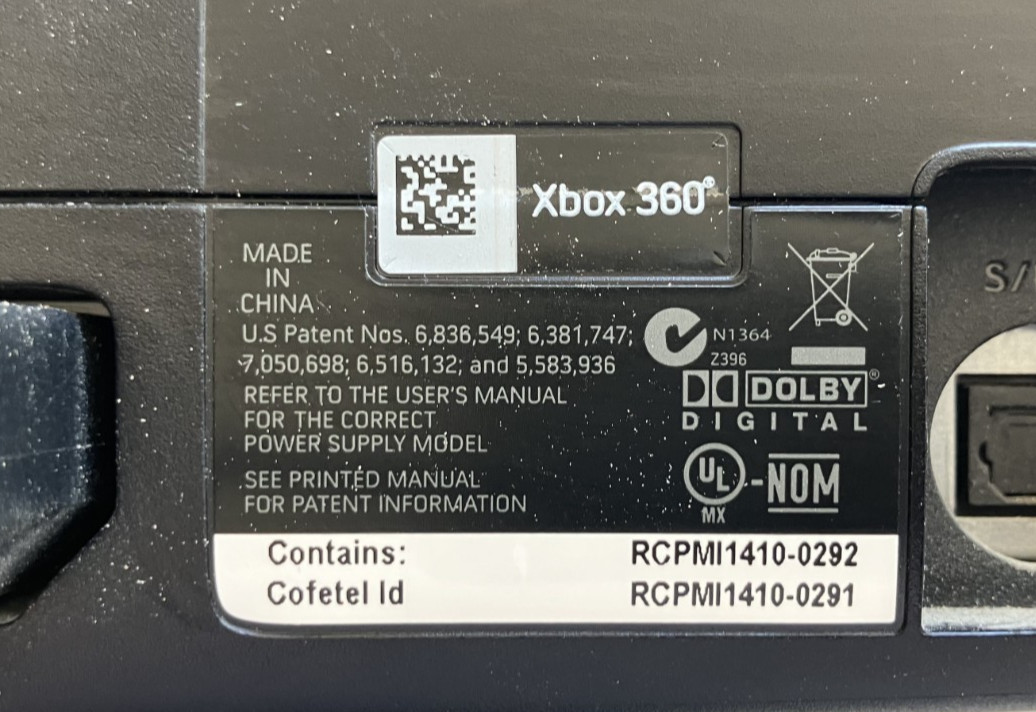 Xbox 360®
MADE
IN
CHINA
U.S Patent Nos. 6,836,549; 6,381,747;
7,050,698; 6,516,132; and 5,583,936
REFER TO THE USER'S MANUAL
FOR THE CORRECT
POWER SUPPLY MODEL
SEE PRINTED MANUAL
FOR PATENT INFORMATION
N1364
Z396
DOLBY®
DIGITAL
UL-NOM
MX
Contains: RCPMI1410-0292
Cofetel Id RCPMI1410-0291
S/